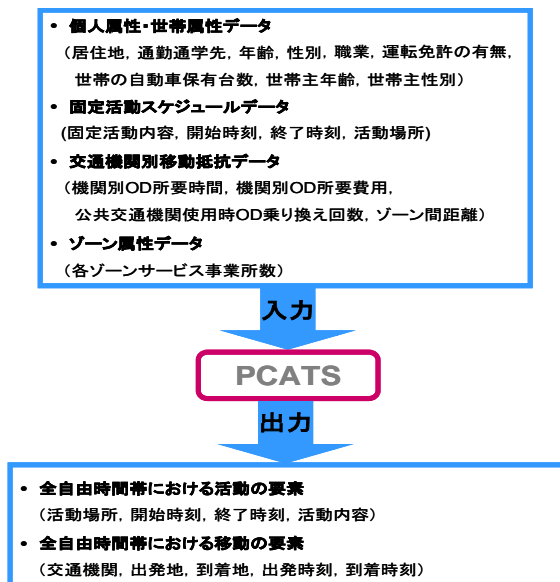 • 個人属性・世帯属性データ
（居住地，通勤通学先，年齢，性別，職業，運転免許の有無，
世帯の自動車保有台数，世帯主年齢，世帯主性別）
• 固定活動スケジュールデータ
(固定活動内容，開始時刻，終了時刻，活動場所)
• 交通機関別移動抵抗データ
（機関別OD所要時間，機関別OD所要費用，
公共交通機関使用時OD乗り換え回数，ゾーン間距離）
• ゾーン属性データ
（各ゾーンサービス事業所数）
入力
PCATS
出力
• 全自由時間帯における活動の要素
（活動場所，開始時刻，終了時刻，活動内容）
• 全自由時間帯における移動の要素
（交通機関，出発地，到着地，出発時刻，到着時刻）